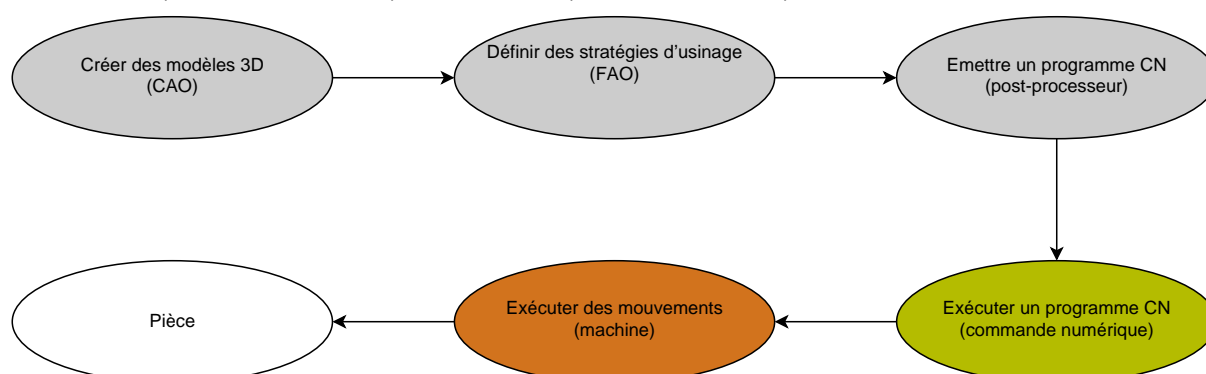 Créer des modèles 3D
(CAO)
Définir des stratégies d'usinage
(FAO)
Emettre un programme CN
(post-processeur)
Pièce
Exécuter des mouvements
(machine)
Exécuter un programme CN
(commande numérique)